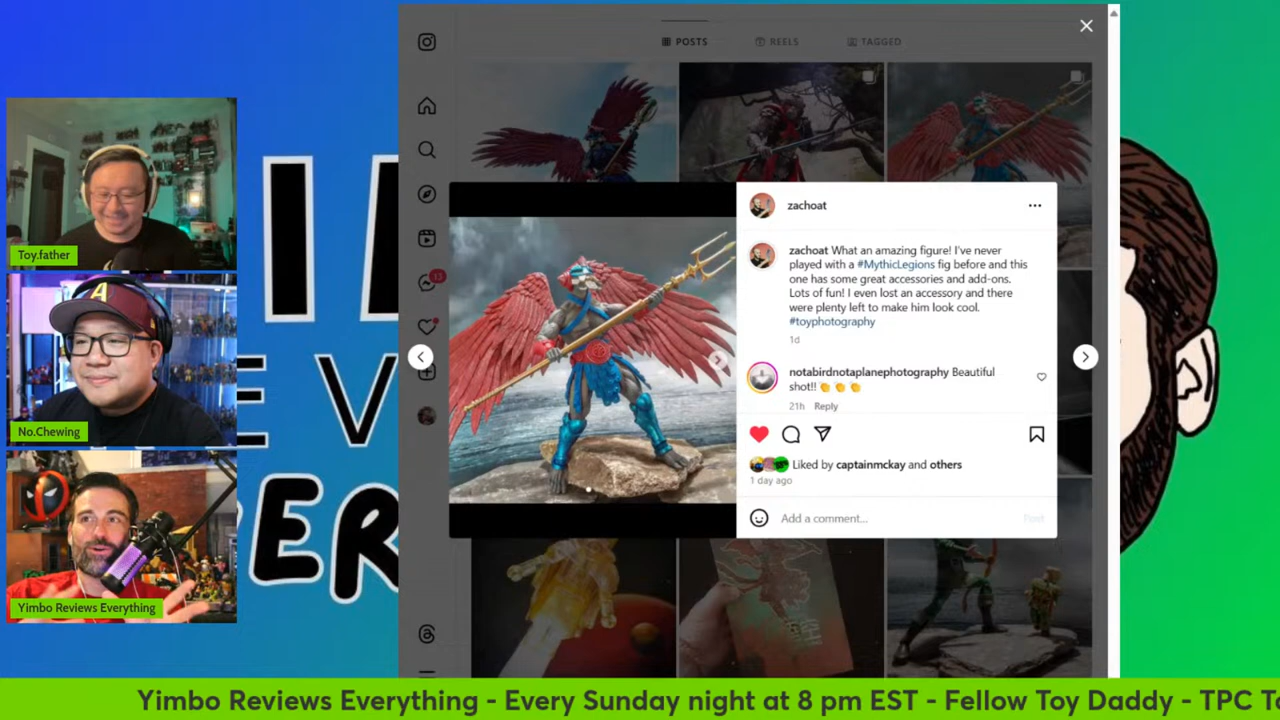 POSTS
REELS
TAGGED
zachoat
zachoat What an amazing figure! I've never
played with a #MythicLegions fig before and this
one has some great accessories and add-ons.
Lots of fun! I even lost an accessory and there
were plenty left to make him look cool.
#toyphotography
1d
notabirdnotaplanephotography Beautiful
shot!! 👏 👏 👏
21h Reply
Liked by captainmckay and others
1 day ago
Add a comment...
Post
13
Toy.father
A
No.Chewing
Yimbo Reviews Everything
E V
ER
Yimbo Reviews Everything - Every Sunday night at 8 pm EST - Fellow Toy Daddy - TPC To